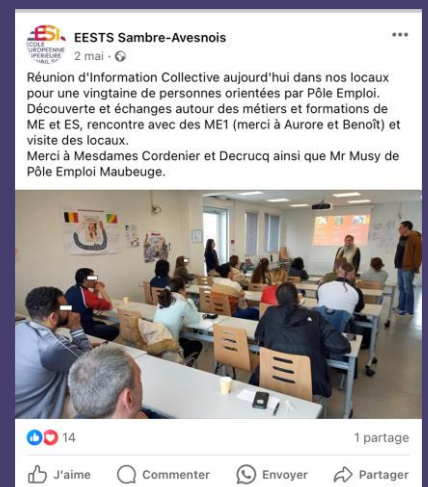 ESL
EESTS Sambre-Avesnois
2 mai
Réunion d'Information Collective aujourd'hui dans nos locaux
pour une vingtaine de personnes orientées par Pôle Emploi.
Découverte et échanges autour des métiers et formations de
ME et ES, rencontre avec des ME1 (merci à Aurore et Benoît) et
visite des locaux.
Merci à Mesdames Cordenier et Decrucq ainsi que Mr Musy de
Pôle Emploi Maubeuge.
14
1 partage
J'aime
Commenter
Envoyer
Partager